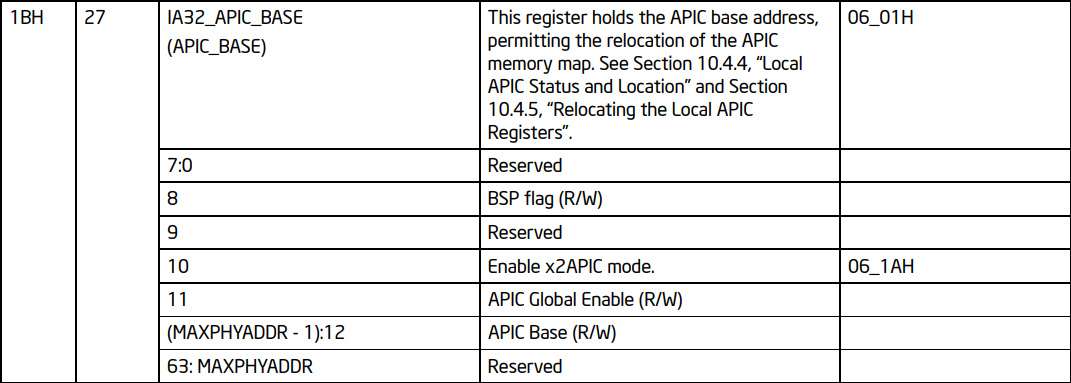 1BH 27 IA32_APIC_BASE This register holds the APIC base address, 06_01H
(APIC_BASE) permitting the relocation of the APIC
memory map. See Section 10.4.4, “Local
APIC Status and Location” and Section
10.4.5, “Relocating the Local APIC
Registers”.
7:0 Reserved
8 BSP flag (R/W)
9 Reserved
10 Enable x2APIC mode. 06_1AH
11 APIC Global Enable (R/W)
(MAXPHYADDR - 1):12 APIC Base (R/W)
63: MAXPHYADDR Reserved